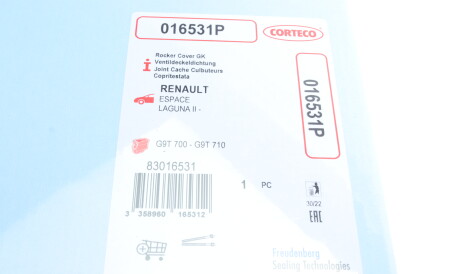 016531P
CORTECO
Rocker Cover GK
Ventildeckeldichtung
Joint Cache Culbuteurs
Copritestata
RENAULT
ESPACE
LAGUNA II -
016531P
G9T 700 - G9T 710
83016531
1 PC
30/22
EAC
3 358960 165312
Freudenberg
Sealing Technologies